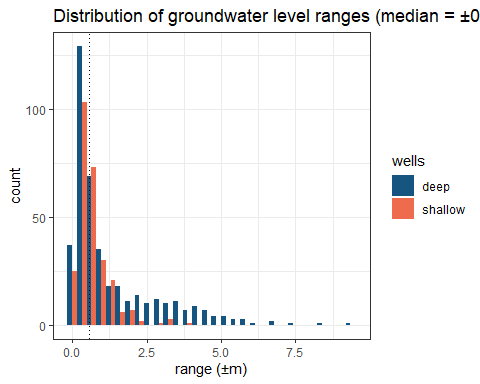 Distribution of groundwater level ranges (median = ±0
100
50
0
count
0.0 2.5 5.0 7.5
range (±m)
wells
deep
shallow